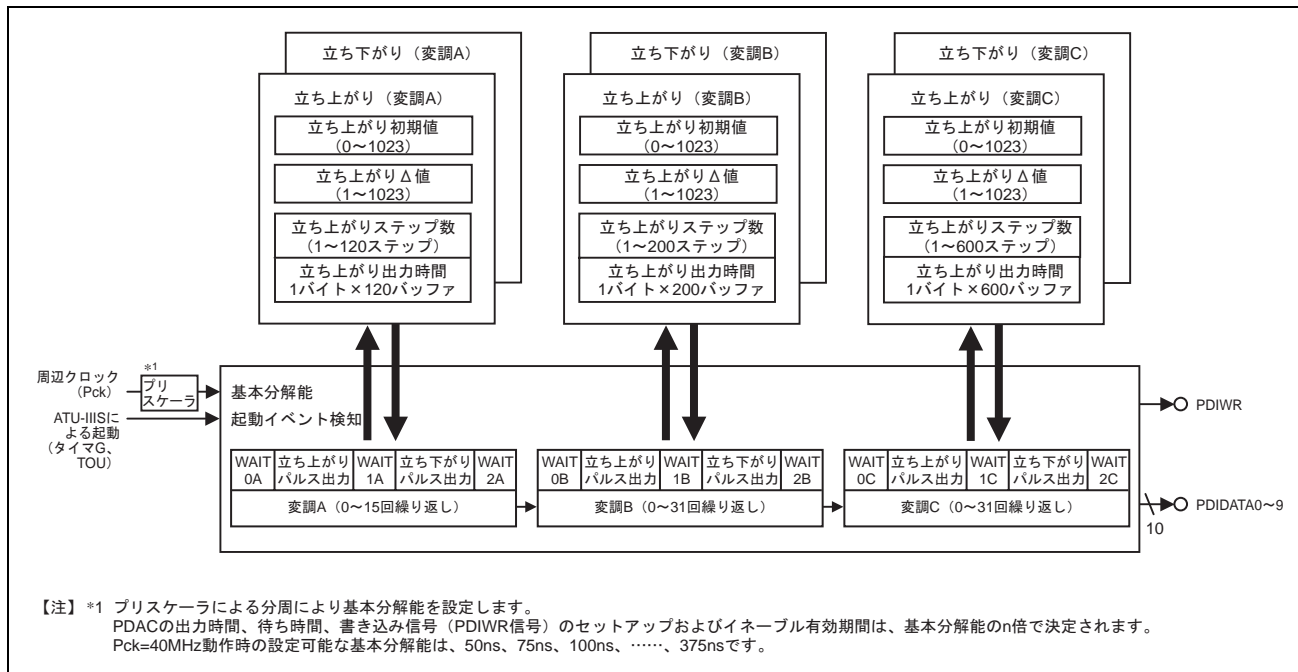 立ち下がり（変調A）
立ち上がり（変調A）
立ち上がり初期値
（0～1023）
立ち上がりΔ値
（1～1023）
立ち上がりステップ数
（1～120ステップ）
立ち上がり出力時間
1バイト×120バッファ
立ち下がり（変調B）
立ち上がり（変調B）
立ち上がり初期値
（0～1023）
立ち上がりΔ値
（1～1023）
立ち上がりステップ数
（1～200ステップ）
立ち上がり出力時間
1バイト×200バッファ
立ち下がり（変調C）
立ち上がり（変調C）
立ち上がり初期値
（0～1023）
立ち上がりΔ値
（1～1023）
立ち上がりステップ数
（1～600ステップ）
立ち上がり出力時間
1バイト×600バッファ
周辺クロック
（Pck）
*1
プリ
スケーラ
基本分解能
ATU-IIISに
よる起動
（タイマG、
TOU）
起動イベント検知
WAIT
0A
立ち上がり
パルス出力
WAIT
1A
立ち下がり
パルス出力
WAIT
2A
変調A（0～15回繰り返し）
WAIT
0B
立ち上がり
パルス出力
WAIT
1B
立ち下がり
パルス出力
WAIT
2B
変調B（0～31回繰り返し）
WAIT
0C
立ち上がり
パルス出力
WAIT
1C
立ち下がり
パルス出力
WAIT
2C
変調C（0～31回繰り返し）
PDIWR
PDIDATA0～9
10
【注】 *1 プリスケーラによる分周により基本分解能を設定します。
PDACの出力時間、待ち時間、書き込み信号（PDIWR信号）のセットアップおよびイネーブル有効期間は、基本分解能のn倍で決定されます。
Pck=40MHz動作時の設定可能な基本分解能は、50ns、75ns、100ns、……、375nsです。